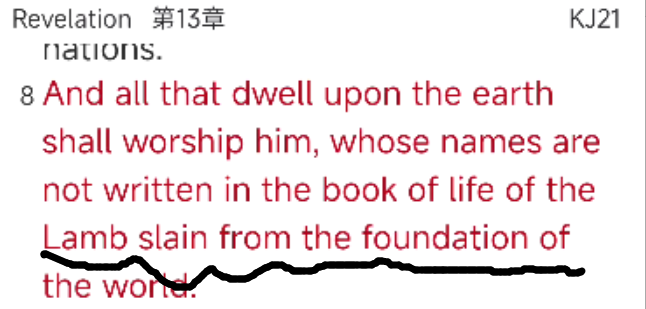 Revelation 第13章 KJ21
nations.
8 And all that dwell upon the earth
shall worship him, whose names are
not written in the book of life of the
Lamb slain from the foundation of
the world.